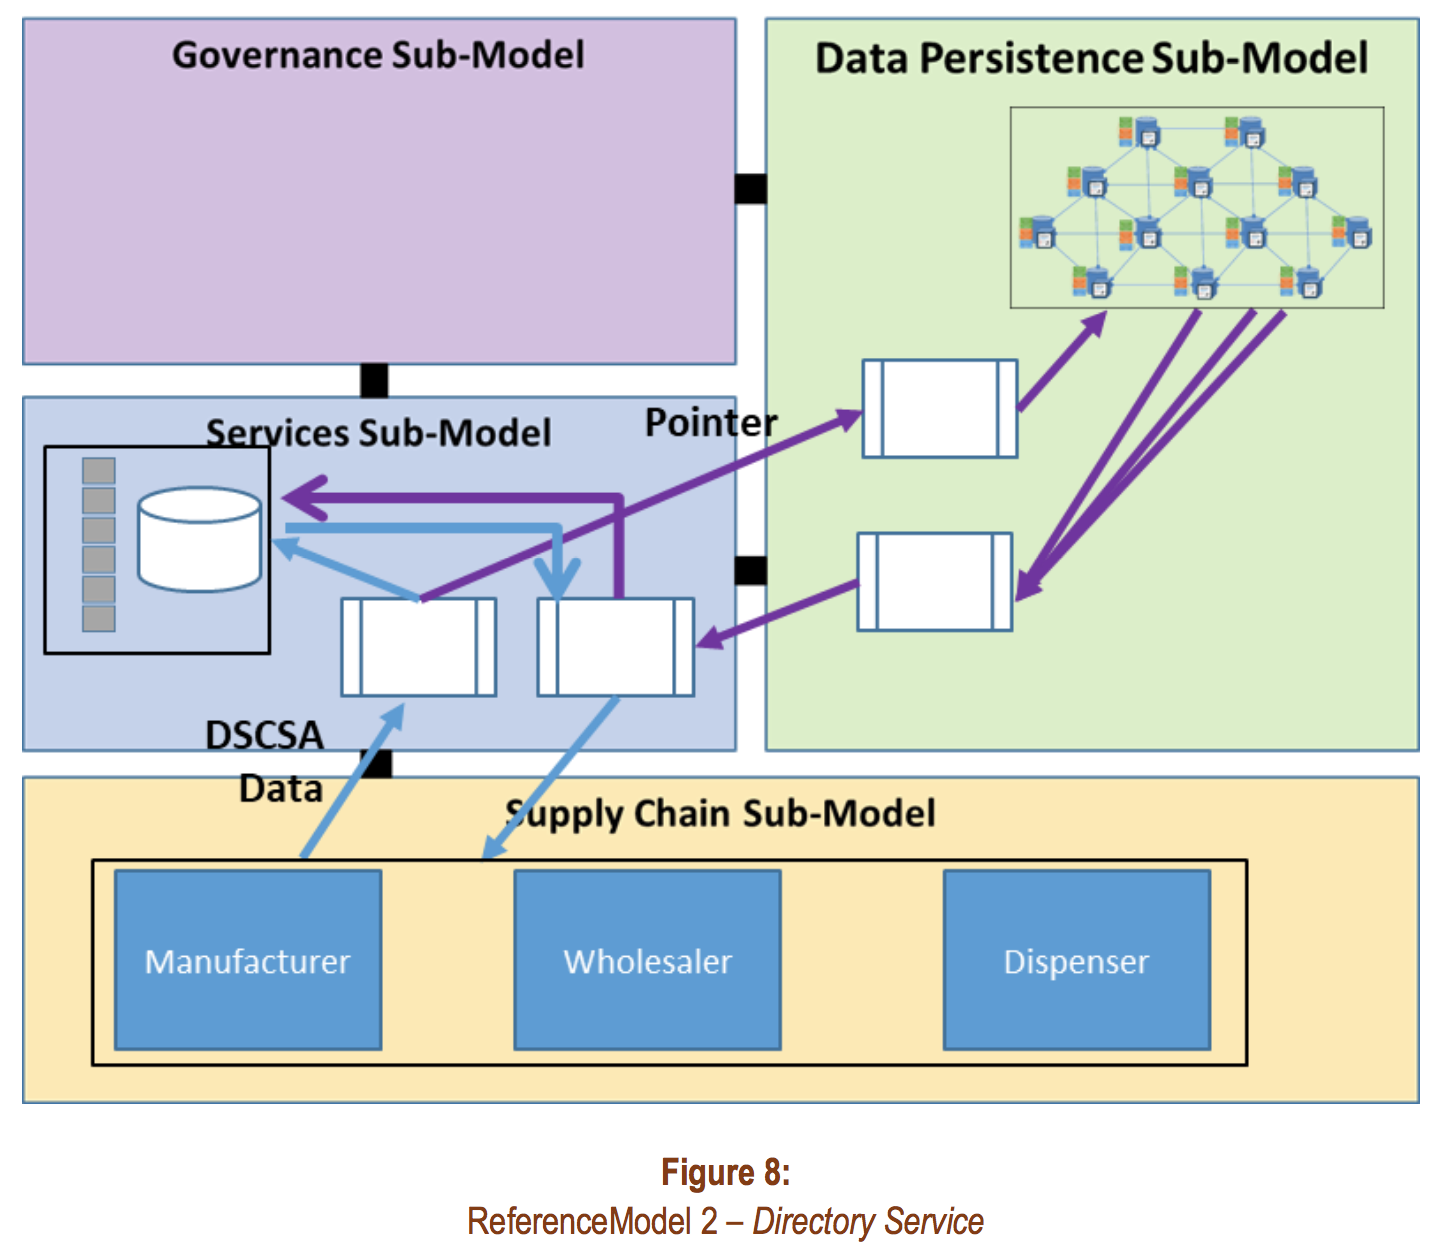 Governance Sub-Model
Data Persistence Sub-Model
Services Sub-Model
Pointer
DSCSA
Data
Supply Chain Sub-Model
Manufacturer
Wholesaler
Dispenser
Figure 8:
ReferenceModel 2 – Directory Service